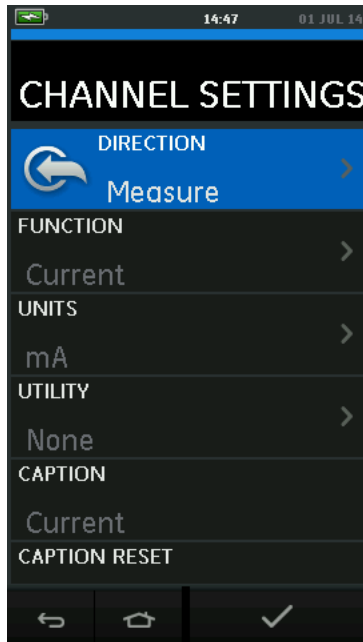 14:47 01 JUL 14
CHANNEL SETTINGS
DIRECTION
Measure
FUNCTION
Current
UNITS
mA
UTILITY
None
CAPTION
Current
CAPTION RESET